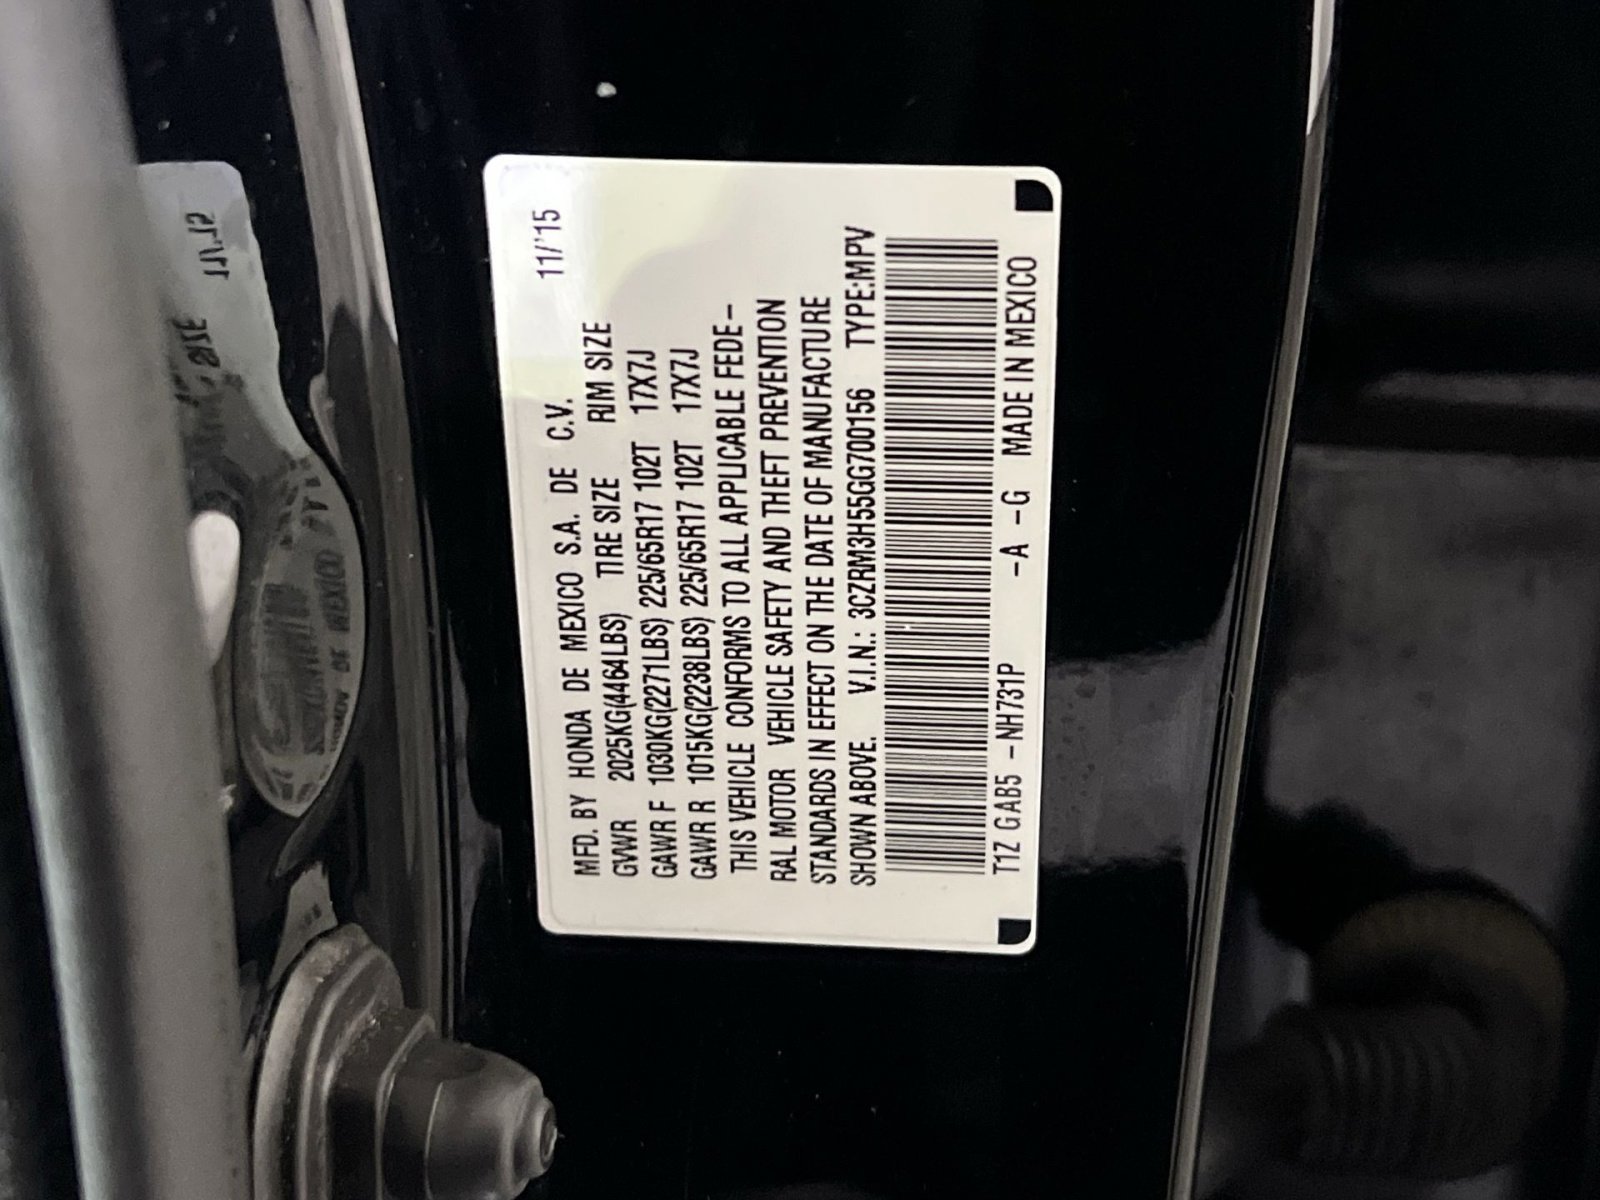 11/'15
MFD. BY HONDA DE MEXICO S.A. DE C.V.
GVWR 2025KG(4464LBS) TIRE SIZE RIM SIZE
GAWR F 1030KG(2271LBS) 225/65R17 102T 17X7J
GAWR R 1015KG(2238LBS) 225/65R17 102T 17X7J
THIS VEHICLE CONFORMS TO ALL APPLICABLE FEDE-
RAL MOTOR VEHICLE SAFETY AND THEFT PREVENTION
STANDARDS IN EFFECT ON THE DATE OF MANUFACTURE
SHOWN ABOVE. V.I.N.: 3CZRM3H55GG700156 TYPE:MPV
T1Z GAB5 -NH731P -A -G MADE IN MEXICO